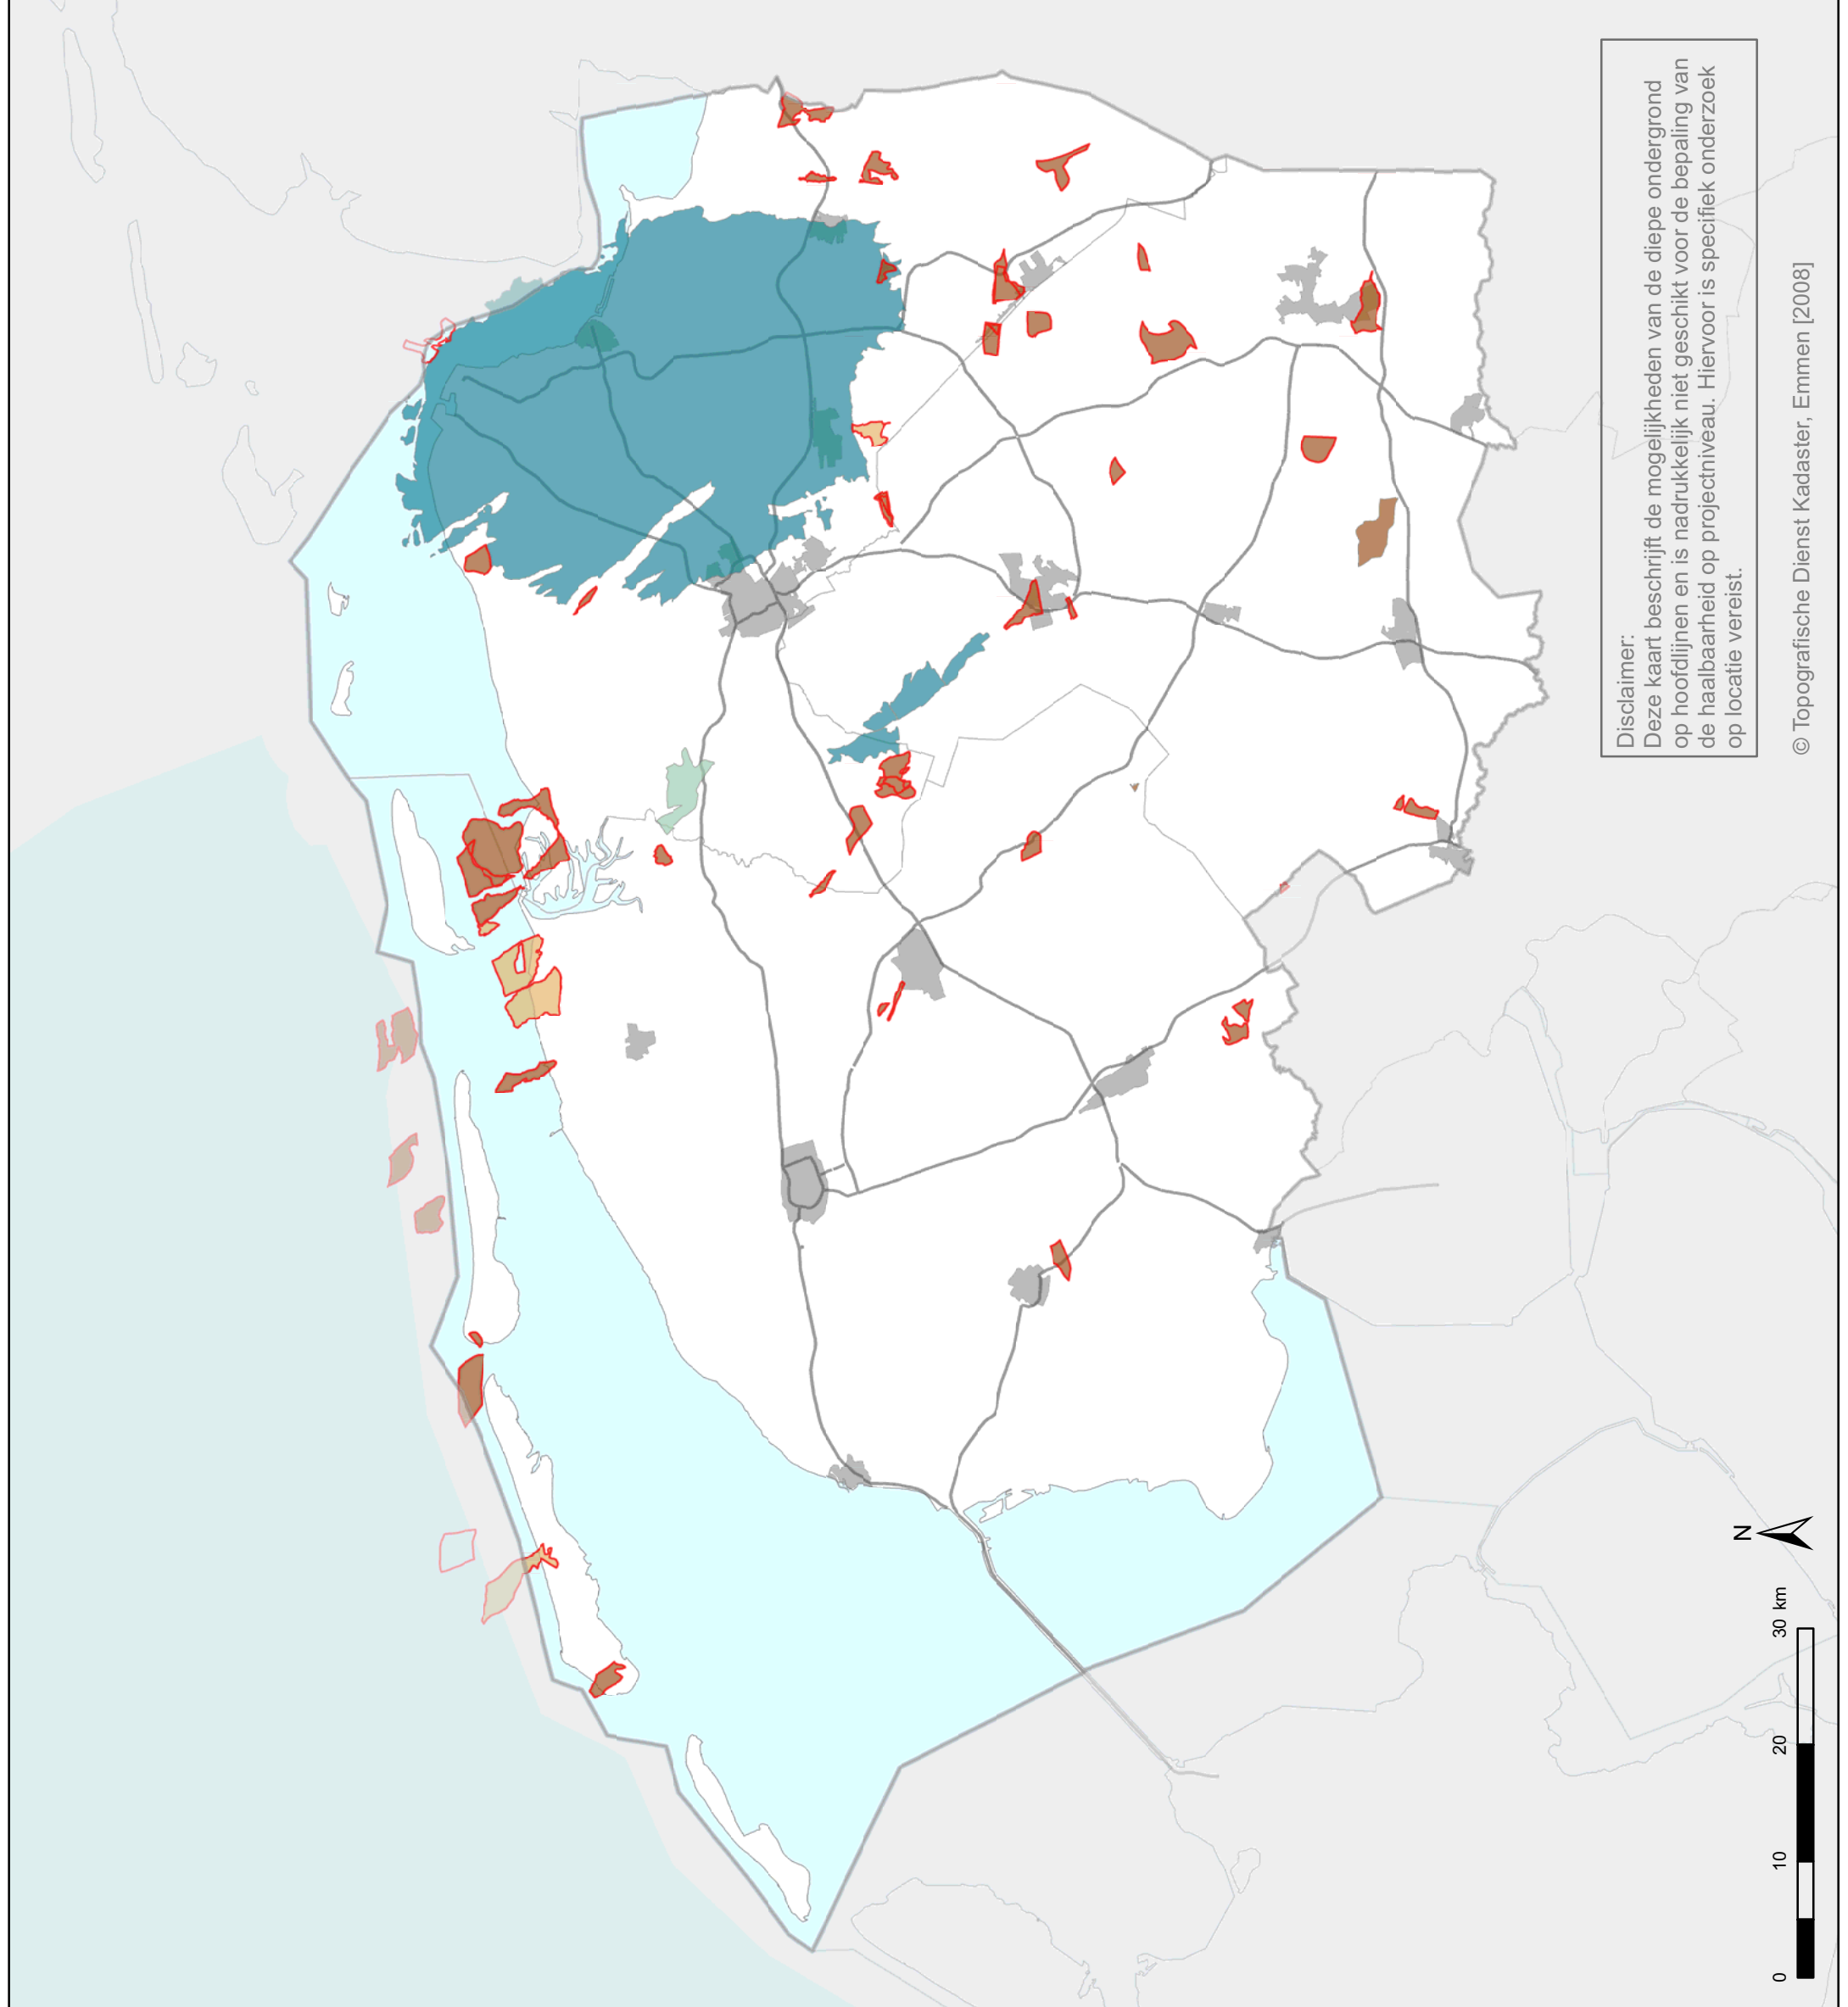 Disclaimer:
Deze kaart beschrijft de mogelijkheden van de diepe ondergrond
op hoofdlijnen en is nadrukkelijk niet geschikt voor de bepaling van
de haalbaarheid op projectniveau. Hiervoor is specifiek onderzoek
op locatie vereist.
© Topografische Dienst Kadaster, Emmen [2008]
N
0 10 20 30 km